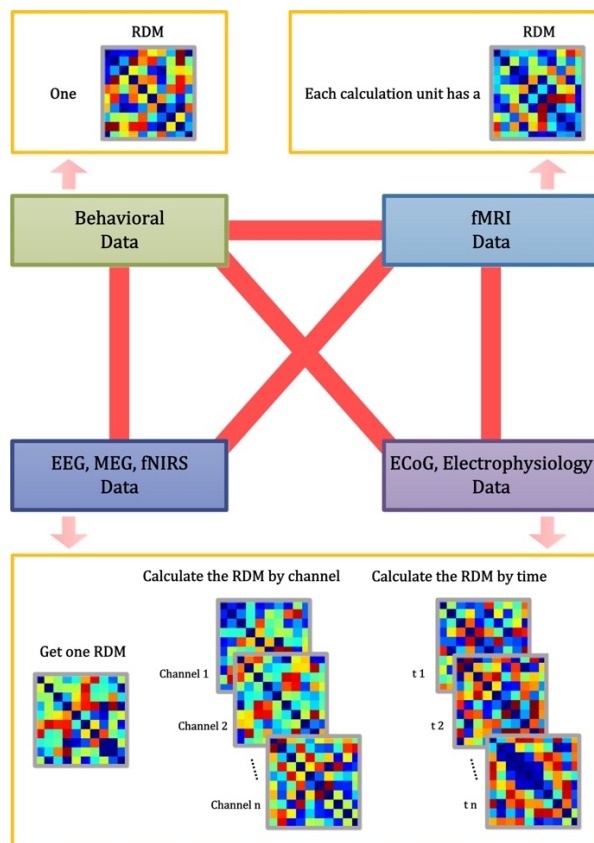 RDM
One
RDM
Each calculation unit has a
Behavioral
Data
fMRI
Data
EEG, MEG, fNIRS
Data
ECoG, Electrophysiology
Data
Calculate the RDM by channel
Calculate the RDM by time
Get one RDM
Channel 1
Channel 2
Channel n
t 1
t 2
t n